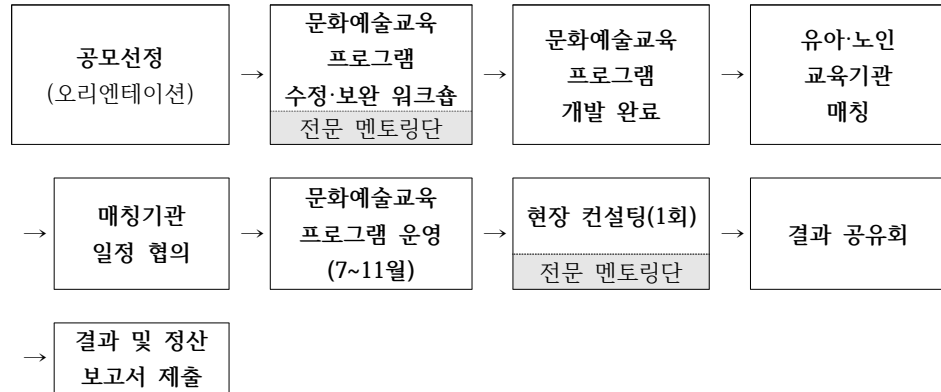 공모선정
(오리엔테이션)
→
문화예술교육
프로그램
수정·보완 워크숍
전문 멘토링단
→
문화예술교육
프로그램
개발 완료
→
유아·노인
교육기관
매칭
→
매칭기관
일정 협의
→
문화예술교육
프로그램 운영
(7~11월)
→
현장 컨설팅(1회)
전문 멘토링단
→
결과 공유회
→
결과 및 정산
보고서 제출